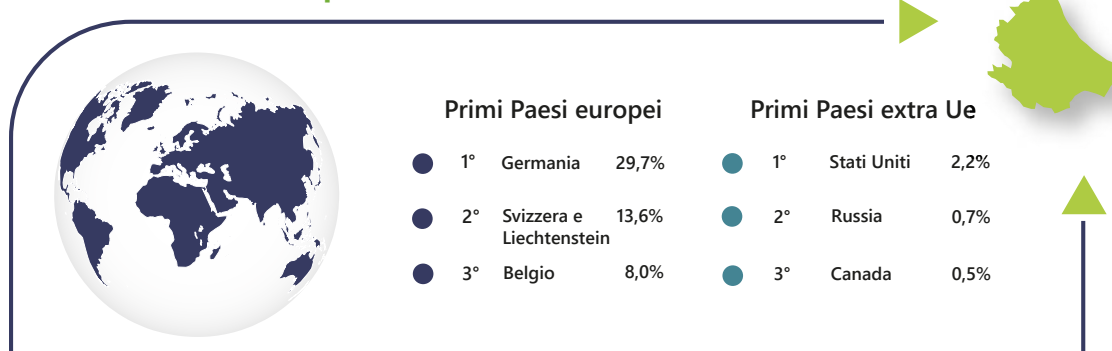 Primi Paesi europei
1° Germania 29,7%
2° Svizzera e 13,6%
Liechtenstein
3° Belgio 8,0%
Primi Paesi extra Ue
1° Stati Uniti 2,2%
2° Russia 0,7%
3° Canada 0,5%